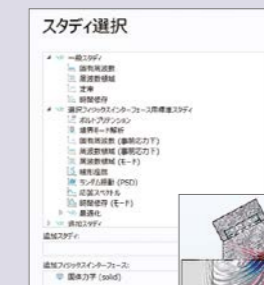 スタディ選択
一般スタディ
固有周波数
周波数領域
定常
時間依存
選択フィジックスインターフェース用標準スタディ
ボルトプリテンション
境界モード解析
固有周波数 (事前応力下)
周波数領域 (事前応力下)
周波数領域 (モード)
線形座屈
ランダム振動 (PSD)
応答スペクトル
時間依存 (モード)
最適化
追加スタディ
追加スタディ:
追加フィジックスインターフェース:
固体力学 (solid)